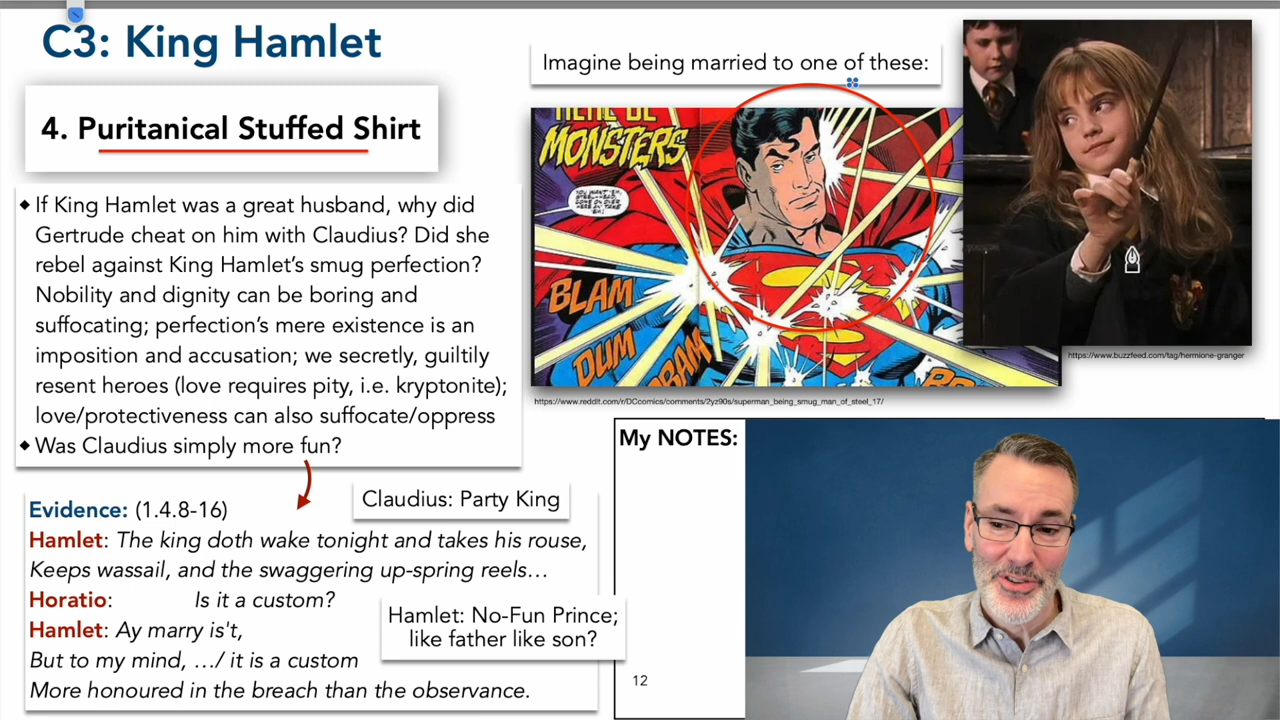 C3: King Hamlet
4. Puritanical Stuffed Shirt
◆ If King Hamlet was a great husband, why did
Gertrude cheat on him with Claudius? Did she
rebel against King Hamlet's smug perfection?
Nobility and dignity can be boring and
suffocating; perfection's mere existence is an
imposition and accusation; we secretly, guiltily
resent heroes (love requires pity, i.e. kryptonite);
love/protectiveness can also suffocate/oppress
◆ Was Claudius simply more fun?
Evidence: (1.4.8-16)
Claudius: Party King
Hamlet: The king doth wake tonight and takes his rouse,
Keeps wassail, and the swaggering up-spring reels…
Horatio: Is it a custom?
Hamlet: Ay marry is't,
But to my mind, …/ it is a custom
More honoured in the breach than the observance.
Hamlet: No-Fun Prince;
like father like son?
Imagine being married to one of these:
HERE BE
MONSTERS
BLAM
DUM
https://www.reddit.com/r/DCcomics/comments/2yz90s/superman_being_smug_man_of_steel_17/
https://www.buzzfeed.com/tag/hermione-granger
My NOTES:
12